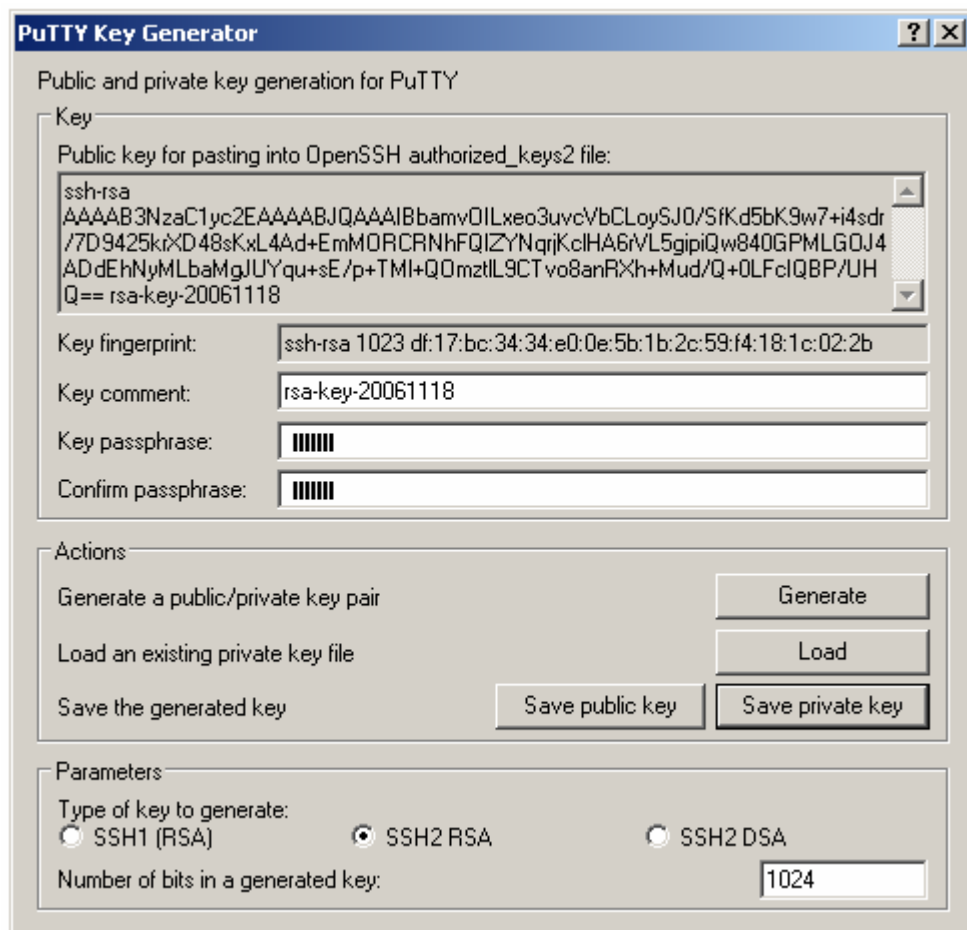 PuTTY Key Generator
Public and private key generation for PuTTY
Key
Public key for pasting into OpenSSH authorized_keys2 file:
ssh-rsa
AAAAB3NzaC1yc2EAAAABJQAAAIBbamvOILxeo3uvcVbCLoySJ0/SfKd5bK9w7+i4sdr
/7D9425krXD48sKxL4Ad+EmMORCRNhFQIZYNqrjKclHA6rVL5gipiQw840GPMLGOJ4
ADdEhNyMLbaMgJUYqu+sE/p+TMI+QOmztlL9CTvo8anRXh+Mud/Q+0LFcIQBP/UH
Q== rsa-key-20061118
Key fingerprint:
ssh-rsa 1023 df:17:bc:34:34:e0:0e:5b:1b:2c:59:f4:18:1c:02:2b
Key comment:
rsa-key-20061118
Key passphrase:
Confirm passphrase:
Actions
Generate a public/private key pair
Generate
Load an existing private key file
Load
Save the generated key
Save public key
Save private key
Parameters
Type of key to generate:
SSH1 (RSA)
SSH2 RSA
SSH2 DSA
Number of bits in a generated key:
1024